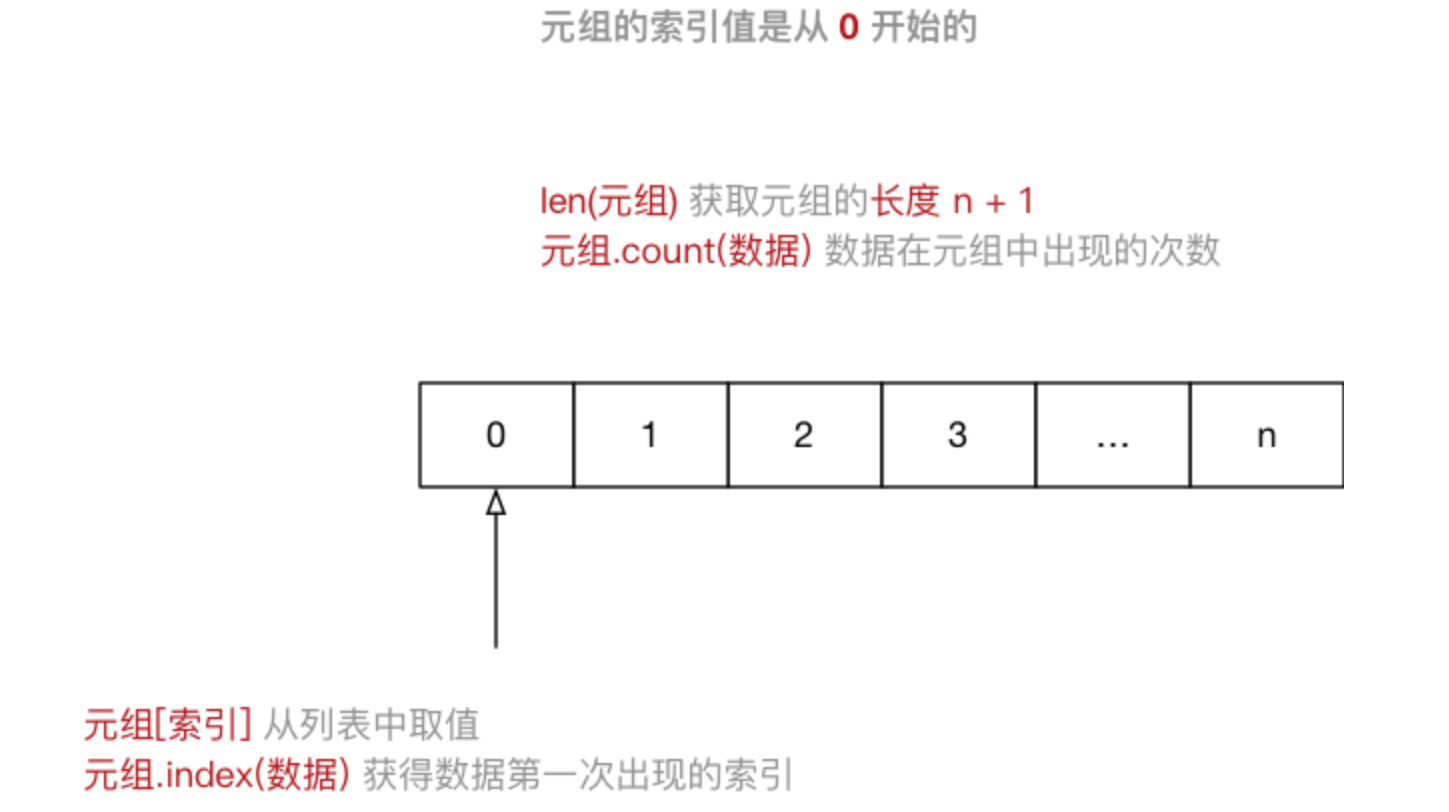 元组的索引值是从 0 开始的
len(元组) 获取元组的长度 n + 1
元组.count(数据) 数据在元组中出现的次数
0 1 2 3 ... n
元组[索引] 从列表中取值
元组.index(数据) 获得数据第一次出现的索引